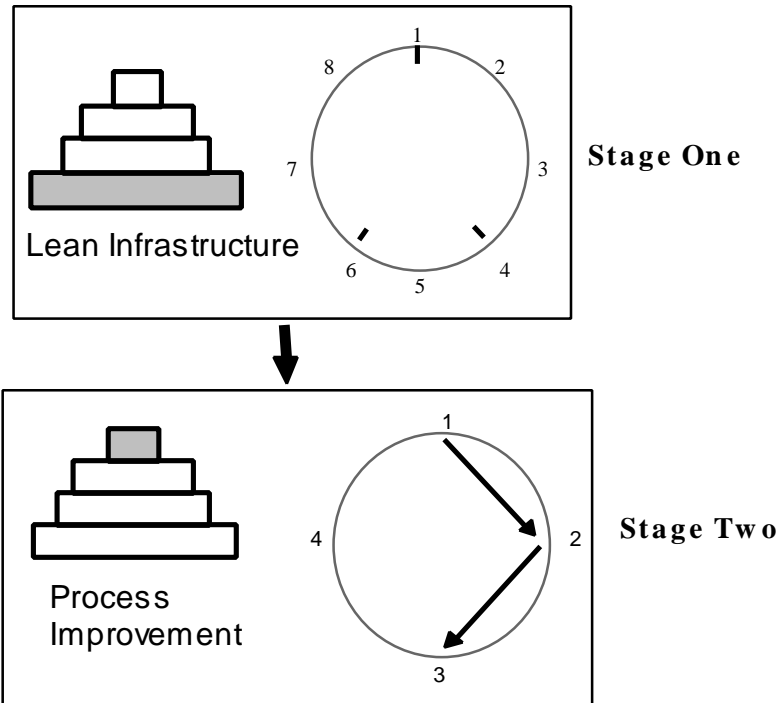 1
8
2
7
3
6
4
5
Lean Infrastructure
Stage One
1
4
2
3
Process
Improvement
Stage Two